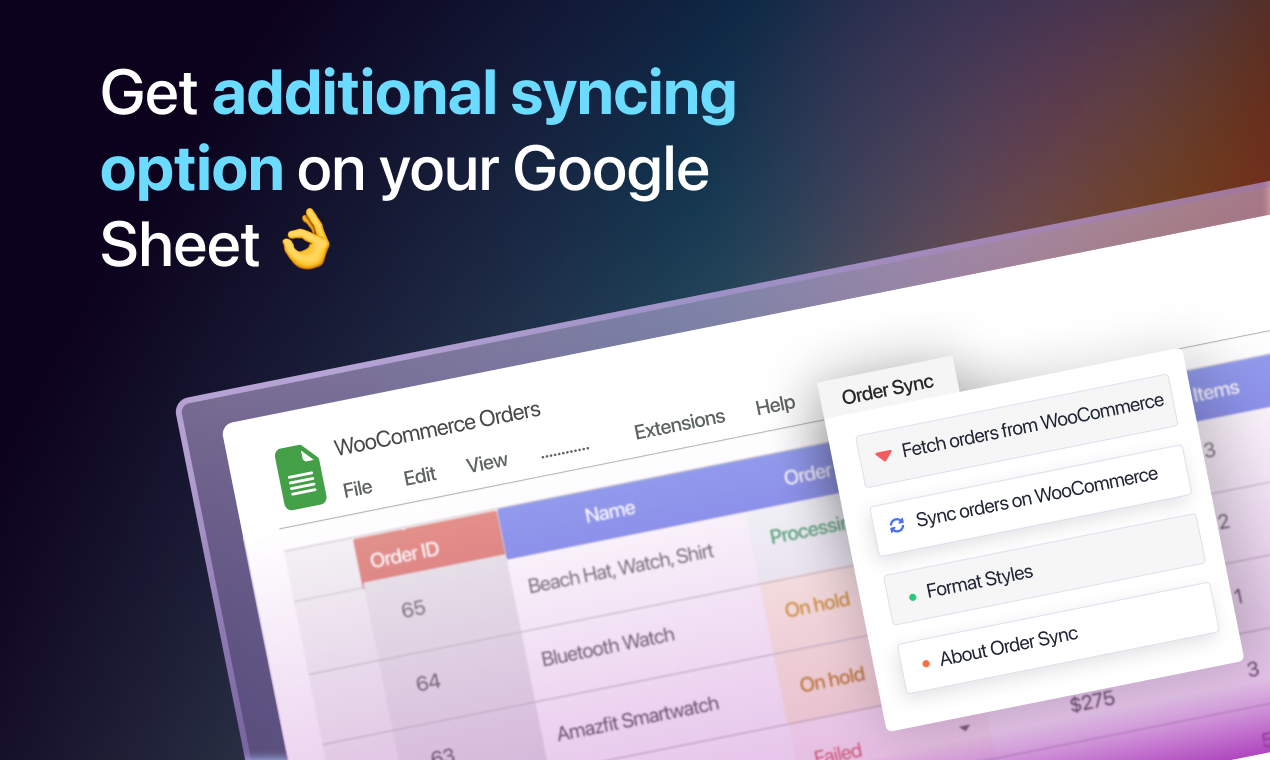 Get additional syncing
option on your Google
Sheet 👌
WooCommerce Orders
File Edit View ............ Extensions Help Order Sync
Fetch orders from WooCommerce
Sync orders on WooCommerce
Format Styles
About Order Sync
Order ID Name Order Items
65 Beach Hat, Watch, Shirt 3
64 Bluetooth Watch On hold 2
63 Amazfit Smartwatch On hold 1
Failed $275 3